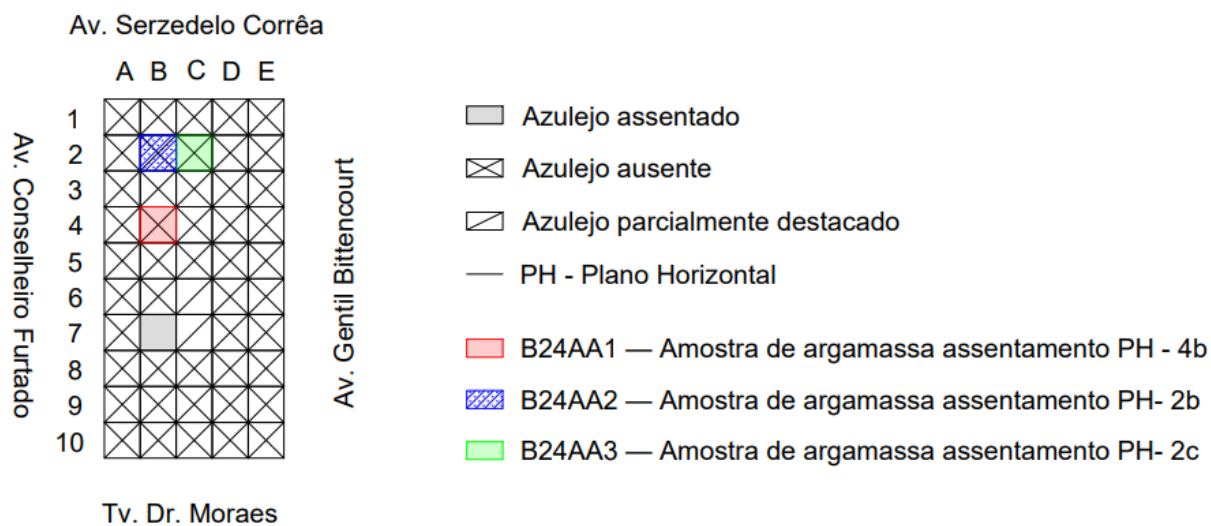 Av. Serzedelo Corrêa
A B C D E
1
2
3
4
5
6
7
8
9
10
Av. Conselheiro Furtado
Av. Gentil Bittencourt
Tv. Dr. Moraes
Azulejo assentado
Azulejo ausente
Azulejo parcialmente destacado
PH - Plano Horizontal
B24AA1 — Amostra de argamassa assentamento PH - 4b
B24AA2 — Amostra de argamassa assentamento PH- 2b
B24AA3 — Amostra de argamassa assentamento PH- 2c